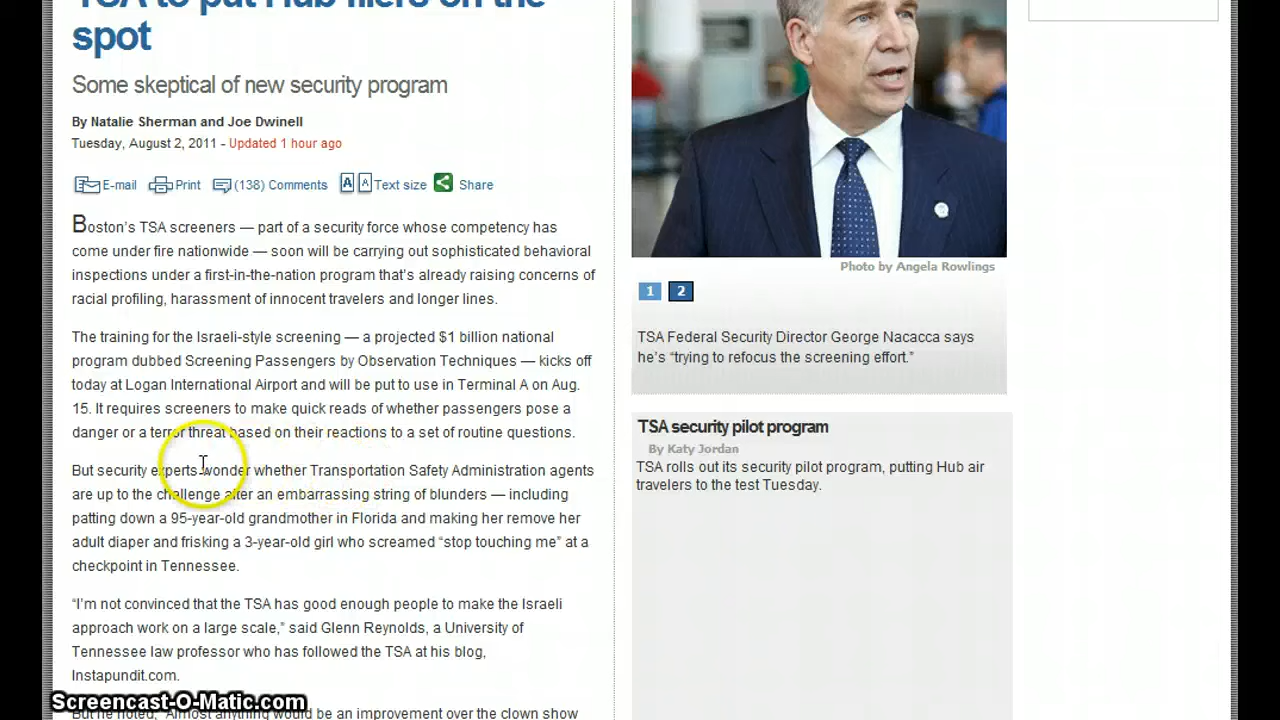 TSA to put Hub fliers on the
spot
Some skeptical of new security program
By Natalie Sherman and Joe Dwinell
Tuesday, August 2, 2011 - Updated 1 hour ago
E-mail Print (138) Comments A A Text size Share
Boston’s TSA screeners — part of a security force whose competency has
come under fire nationwide — soon will be carrying out sophisticated behavioral
inspections under a first-in-the-nation program that’s already raising concerns of
racial profiling, harassment of innocent travelers and longer lines.
The training for the Israeli-style screening — a projected $1 billion national
program dubbed Screening Passengers by Observation Techniques — kicks off
today at Logan International Airport and will be put to use in Terminal A on Aug.
15. It requires screeners to make quick reads of whether passengers pose a
danger or a terror threat based on their reactions to a set of routine questions.
But security experts wonder whether Transportation Safety Administration agents
are up to the challenge after an embarrassing string of blunders — including
patting down a 95-year-old grandmother in Florida and making her remove her
adult diaper and frisking a 3-year-old girl who screamed “stop touching me” at a
checkpoint in Tennessee.
“I’m not convinced that the TSA has good enough people to make the Israeli
approach work on a large scale,” said Glenn Reynolds, a University of
Tennessee law professor who has followed the TSA at his blog,
Instapundit.com.
But he noted, “Almost anything would be an improvement over the clown show
Photo by Angela Rowlings
1 2
TSA Federal Security Director George Nacacca says
he’s “trying to refocus the screening effort.”
TSA security pilot program
By Katy Jordan
TSA rolls out its security pilot program, putting Hub air
travelers to the test Tuesday.
Screencast-O-Matic.com